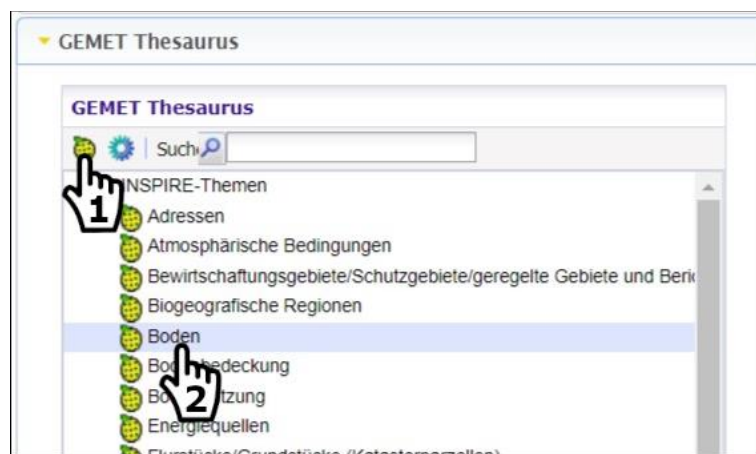 GEMET Thesaurus
GEMET Thesaurus
Such
INSPIRE-Themen
1
Adressen
Atmosphärische Bedingungen
Bewirtschaftungsgebiete/Schutzgebiete/geregelte Gebiete und Beri
Biogeografische Regionen
Boden
2
Energiequellen